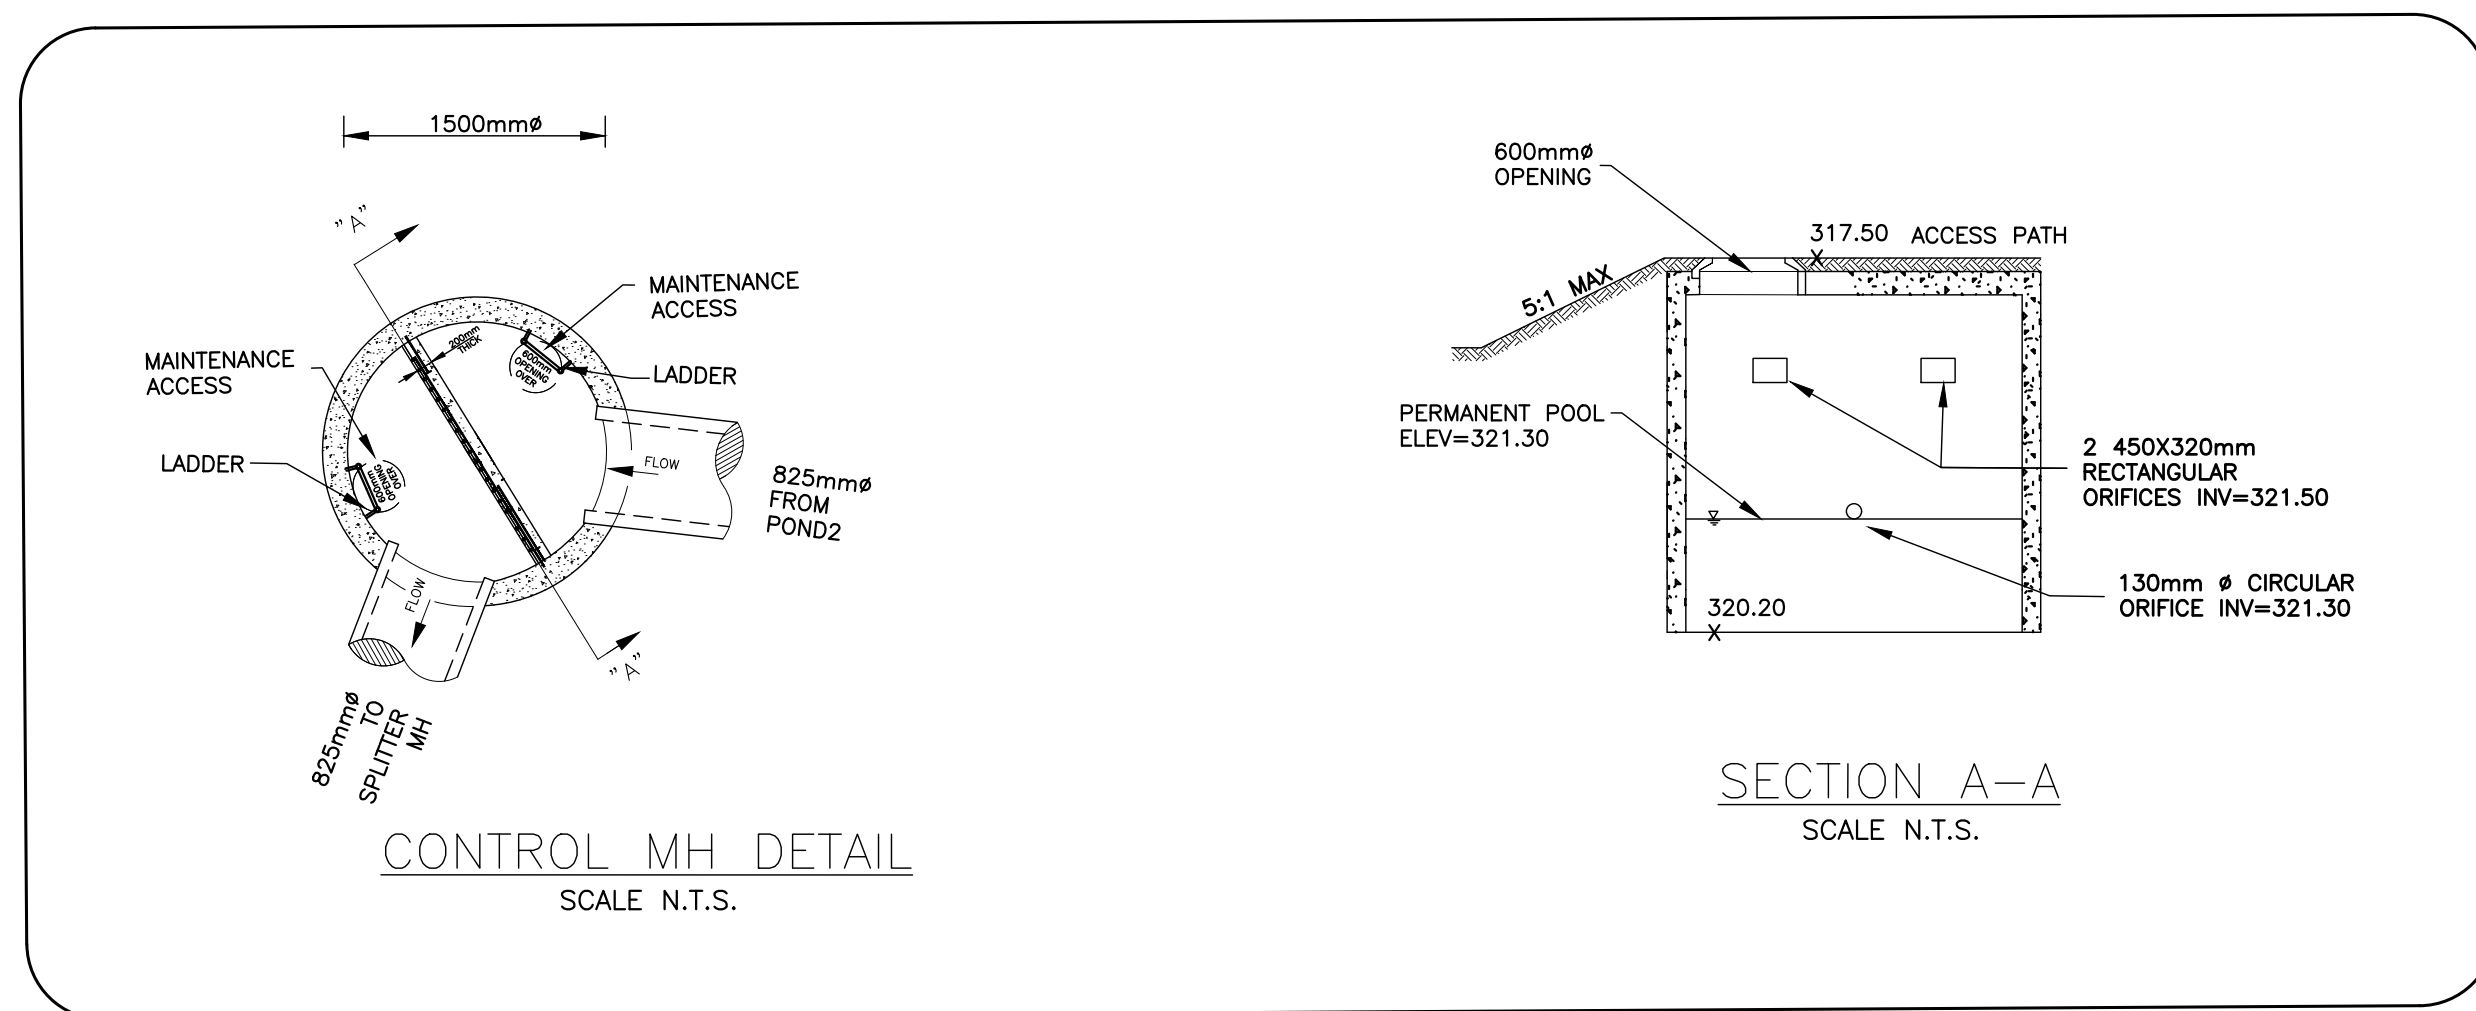 1500mmø
"A"
MAINTENANCE
ACCESS
200mm
THICK
600mm
OPENING
OVER
LADDER
MAINTENANCE
ACCESS
LADDER
600mm
OPENING
OVER
FLOW
825mmø
FROM
POND2
FLOW
"A"
825mmø
TO
SPLITTER
MH
CONTROL MH DETAIL
SCALE N.T.S.
600mmø
OPENING
317.50 ACCESS PATH
5:1 MAX
PERMANENT POOL
ELEV=321.30
2 450X320mm
RECTANGULAR
ORIFICES INV=321.50
320.20
130mm ø CIRCULAR
ORIFICE INV=321.30
SECTION A-A
SCALE N.T.S.